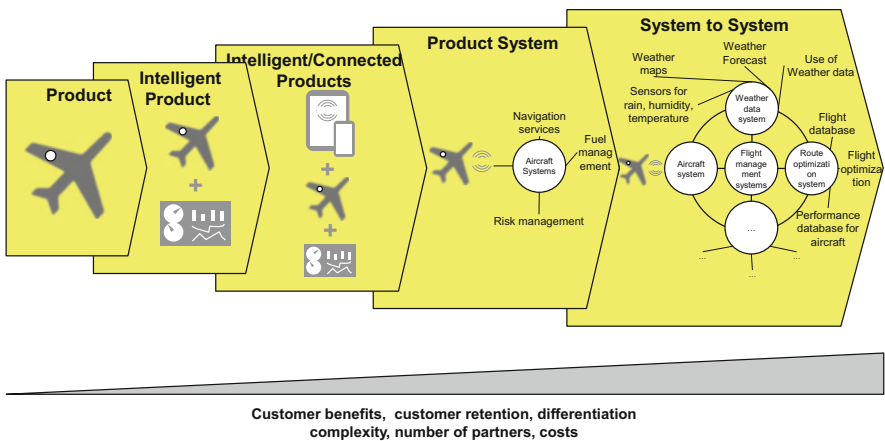 Product
Intelligent
Product
Intelligent/Connected
Products
Product System
Navigation
services
Aircraft
Systems
Fuel
manag
ement
Risk management
System to System
Weather
maps
Weather
Forecast
Use of
Weather data
Sensors for
rain, humidity,
temperature
Weather
data
system
Flight
database
Aircraft
system
Flight
manage
ment
systems
Route
optimizati
on
system
Flight
optimiza
tion
Performance
database for
aircraft
...
...
...
...
Customer benefits, customer retention, differentiation
complexity, number of partners, costs